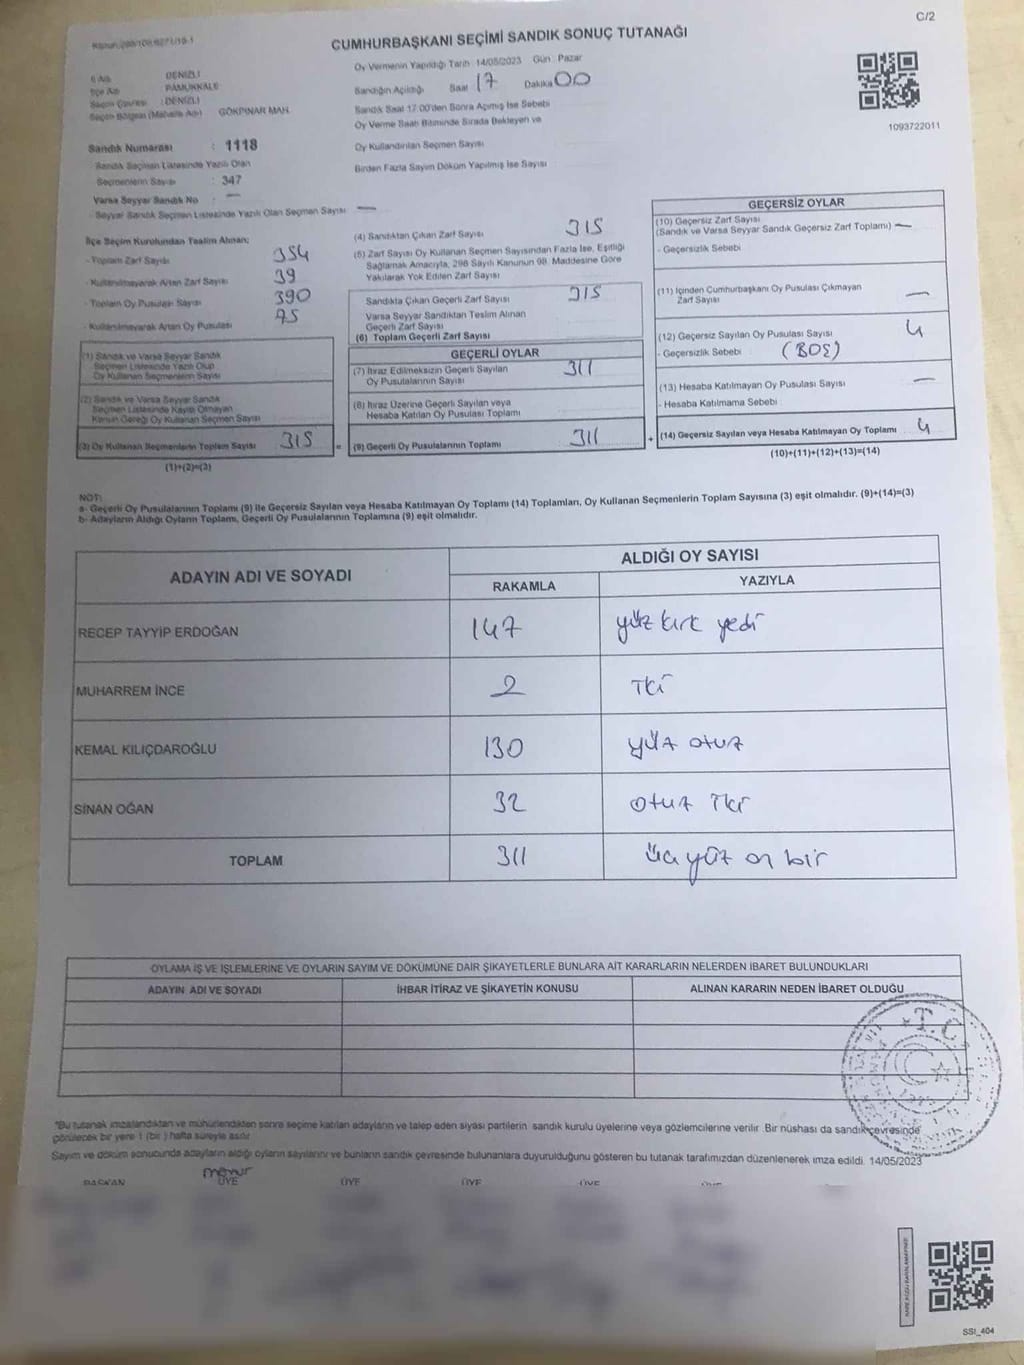 C/2
CUMHURBAŞKANI SEÇİMİ SANDIK SONUÇ TUTANAĞI
Oy Vermenin Yapıldığı Tarih : 14/05/2023 Gün : Pazar
Sandığın Açıldığı Saat 17 Dakika 00
Sandık Saat 17:00'den Sonra Açılmış İse Sebebi
Oy Verme Saati Bitiminde Sırada Bekleyen ve
Oy Kullandırılan Seçmen Sayısı
Birden Fazla Sayım Döküm Yapılmış İse Sayısı
1093722011
İl Adı DENİZLİ
İlçe Adı PAMUKKALE
Seçim Çevresi : DENİZLİ
Seçim Bölgesi (Mahalle Adı) GÖKPINAR MAH.
Sandık Numarası : 1118
Sandık Seçmen Listesinde Yazılı Olan
Seçmenlerin Sayısı : 347
Varsa Seyyar Sandık No : —
- Seyyar Sandık Seçmen Listesinde Yazılı Olan Seçmen Sayısı —
İlçe Seçim Kurulundan Teslim Alınan;
- Toplam Zarf Sayısı 354
- Kullanılmayarak Artan Zarf Sayısı 39
- Toplam Oy Pusulası Sayısı 390
- Kullanılmayarak Artan Oy Pusulası 75
(1) Sandık ve Varsa Seyyar Sandık
Seçmen Listesinde Yazılı Olup
Oy Kullanan Seçmenlerin Sayısı
(2) Sandık ve Varsa Seyyar Sandık
Seçmen Listesinde Kaydı Olmayan
Kanun Gereği Oy Kullanan Seçmen Sayısı
(3) Oy Kullanan Seçmenlerin Toplam Sayısı 315 =
(1)+(2)=(3)
(4) Sandıktan Çıkan Zarf Sayısı 315
(5) Zarf Sayısı Oy Kullanan Seçmen Sayısından Fazla İse, Eşitliği
Sağlamak Amacıyla, 298 Sayılı Kanunun 98. Maddesine Göre
Yakılarak Yok Edilen Zarf Sayısı
Sandıkta Çıkan Geçerli Zarf Sayısı 315
Varsa Seyyar Sandıktan Teslim Alınan
Geçerli Zarf Sayısı
(6) Toplam Geçerli Zarf Sayısı
GEÇERLİ OYLAR
(7) İtiraz Edilmeksizin Geçerli Sayılan
Oy Pusulalarının Sayısı 311
(8) İtiraz Üzerine Geçerli Sayılan veya
Hesaba Katılan Oy Pusulası Toplamı
(9) Geçerli Oy Pusulalarının Toplamı 311 +
GEÇERSİZ OYLAR
(10) Geçersiz Zarf Sayısı
(Sandık ve Varsa Seyyar Sandık Geçersiz Zarf Toplamı) —
- Geçersizlik Sebebi
(11) İçinden Cumhurbaşkanı Oy Pusulası Çıkmayan
Zarf Sayısı —
(12) Geçersiz Sayılan Oy Pusulası Sayısı 4
- Geçersizlik Sebebi (BOŞ)
(13) Hesaba Katılmayan Oy Pusulası Sayısı —
- Hesaba Katılmama Sebebi
(14) Geçersiz Sayılan veya Hesaba Katılmayan Oy Toplamı 4
(10)+(11)+(12)+(13)=(14)
NOT:
a- Geçerli Oy Pusulalarının Toplamı (9) ile Geçersiz Sayılan veya Hesaba Katılmayan Oy Toplamı (14) Toplamları, Oy Kullanan Seçmenlerin Toplam Sayısına (3) eşit olmalıdır. (9)+(14)=(3)
b- Adayların Aldığı Oyların Toplamı, Geçerli Oy Pusulalarının Toplamına (9) eşit olmalıdır.
ADAYIN ADI VE SOYADI ALDIĞI OY SAYISI
RAKAMLA YAZIYLA
RECEP TAYYİP ERDOĞAN 147 yüz kırk yedi
MUHARREM İNCE 2 İki
KEMAL KILIÇDAROĞLU 130 yüz otuz
SİNAN OĞAN 32 otuz İki
TOPLAM 311 üç yüz on bir
OYLAMA İŞ VE İŞLEMLERİNE VE OYLARIN SAYIM VE DÖKÜMÜNE DAİR ŞİKAYETLERLE BUNLARA AİT KARARLARIN NELERDEN İBARET BULUNDUKLARI
ADAYIN ADI VE SOYADI İHBAR İTİRAZ VE ŞİKAYETİN KONUSU ALINAN KARARIN NEDEN İBARET OLDUĞU
T.C.
*Bu tutanak imzalandıktan ve mühürlendikten sonra seçime katılan adayların ve talep eden siyasi partilerin sandık kurulu üyelerine veya gözlemcilerine verilir. Bir nüshası da sandık çevresinde
görülecek bir yere 1 (bir) hafta süreyle asılır.
Sayım ve döküm sonucunda adayların aldığı oyların sayılarını ve bunların sandık çevresinde bulunanlara duyurulduğunu gösteren bu tutanak tarafımızdan düzenlenerek imza edildi. 14/05/2023
memur
BAŞKAN ÜYE ÜYE ÜYE ÜYE
SSI_404